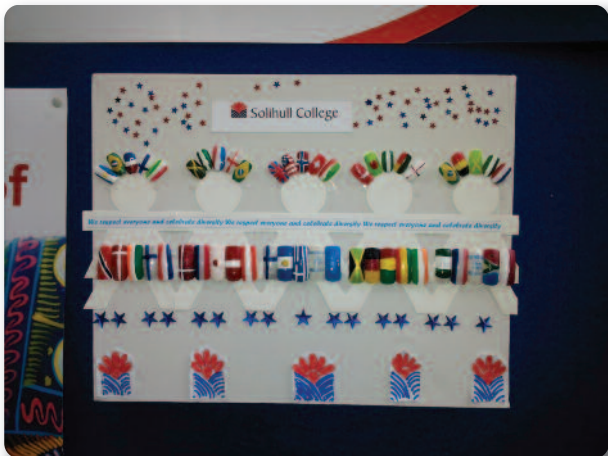 Solihull College
of
We respect everyone and celebrate diversity We respect everyone and celebrate diversity We respect everyone and celebrate diversity